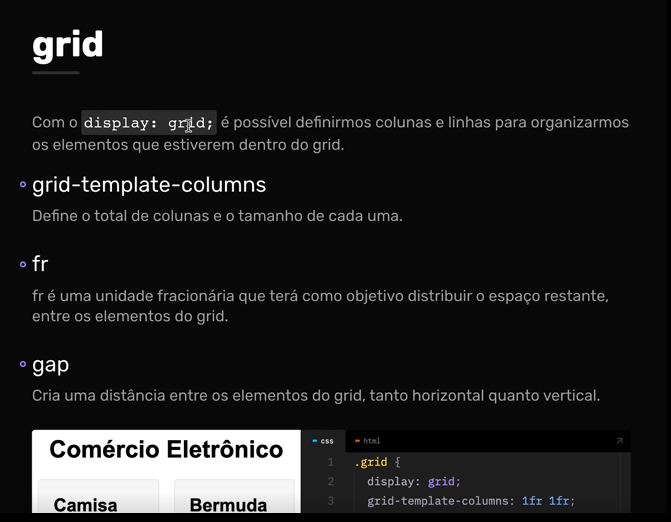 grid
Com o display: grid; é possível definirmos colunas e linhas para organizarmos
os elementos que estiverem dentro do grid.
grid-template-columns
Define o total de colunas e o tamanho de cada uma.
fr
fr é uma unidade fracionária que terá como objetivo distribuir o espaço restante,
entre os elementos do grid.
gap
Cria uma distância entre os elementos do grid, tanto horizontal quanto vertical.
Comércio Eletrônico
Camisa
Bermuda
css
html
1 .grid {
2 display: grid;
3 grid-template-columns: 1fr 1fr;